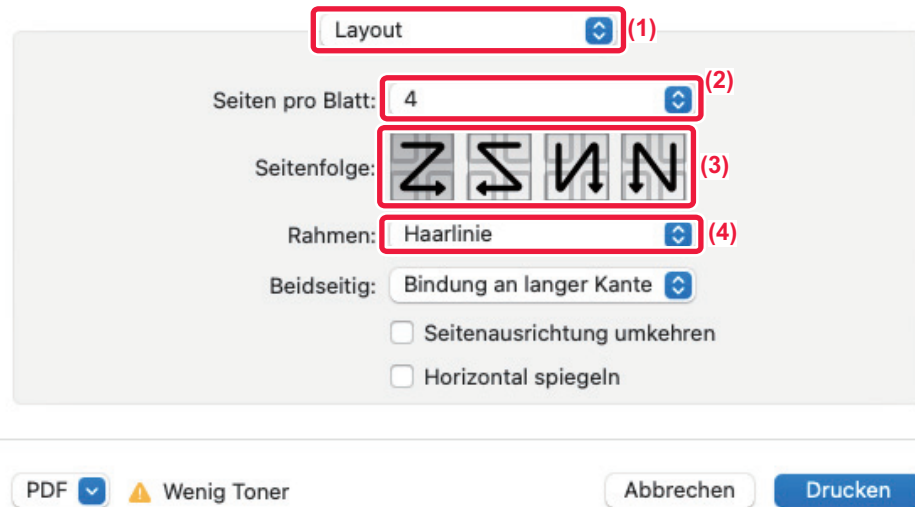 Layout (1)
Seiten pro Blatt: 4 (2)
Seitenfolge: (3)
Rahmen: Haarlinie (4)
Beidseitig: Bindung an langer Kante
Seitenausrichtung umkehren
Horizontal spiegeln
PDF Wenig Toner Abbrechen Drucken